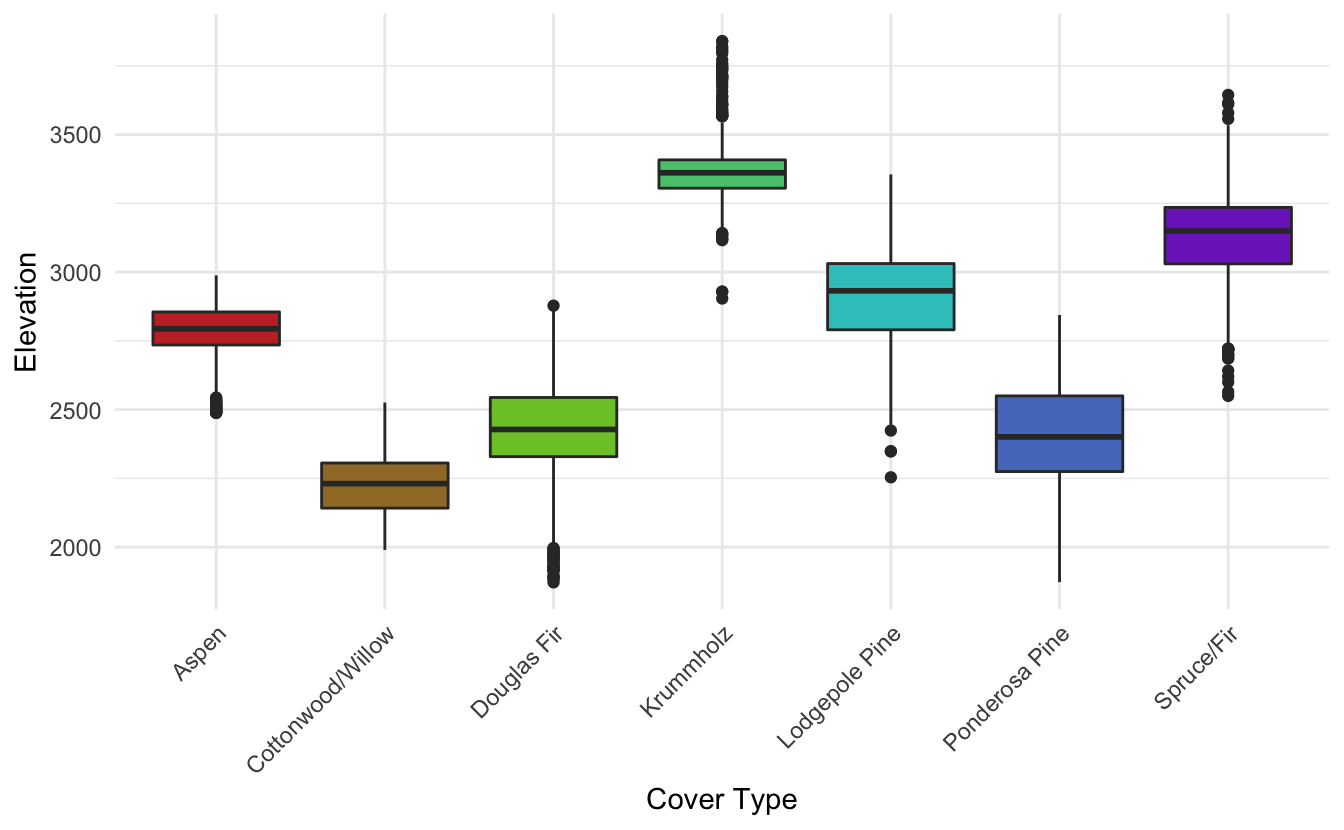 3500
3000
2500
2000
Elevation
Aspen
Cottonwood/Willow
Douglas Fir
Krummholz
Lodgepole Pine
Ponderosa Pine
Spruce/Fir
Cover Type